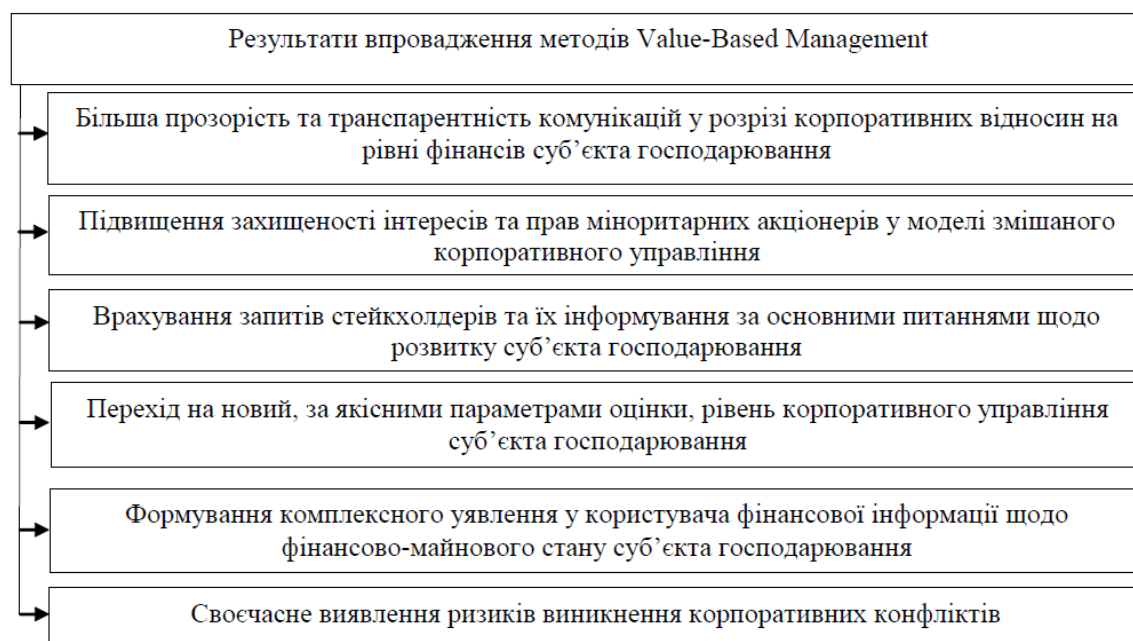 Результати впровадження методів Value-Based Management
Більша прозорість та транспарентність комунікацій у розрізі корпоративних відносин на
рівні фінансів суб’єкта господарювання
Підвищення захищеності інтересів та прав міноритарних акціонерів у моделі змішаного
корпоративного управління
Врахування запитів стейкхолдерів та їх інформування за основними питаннями щодо
розвитку суб’єкта господарювання
Перехід на новий, за якісними параметрами оцінки, рівень корпоративного управління
суб’єкта господарювання
Формування комплексного уявлення у користувача фінансової інформації щодо
фінансово-майнового стану суб’єкта господарювання
Своєчасне виявлення ризиків виникнення корпоративних конфліктів